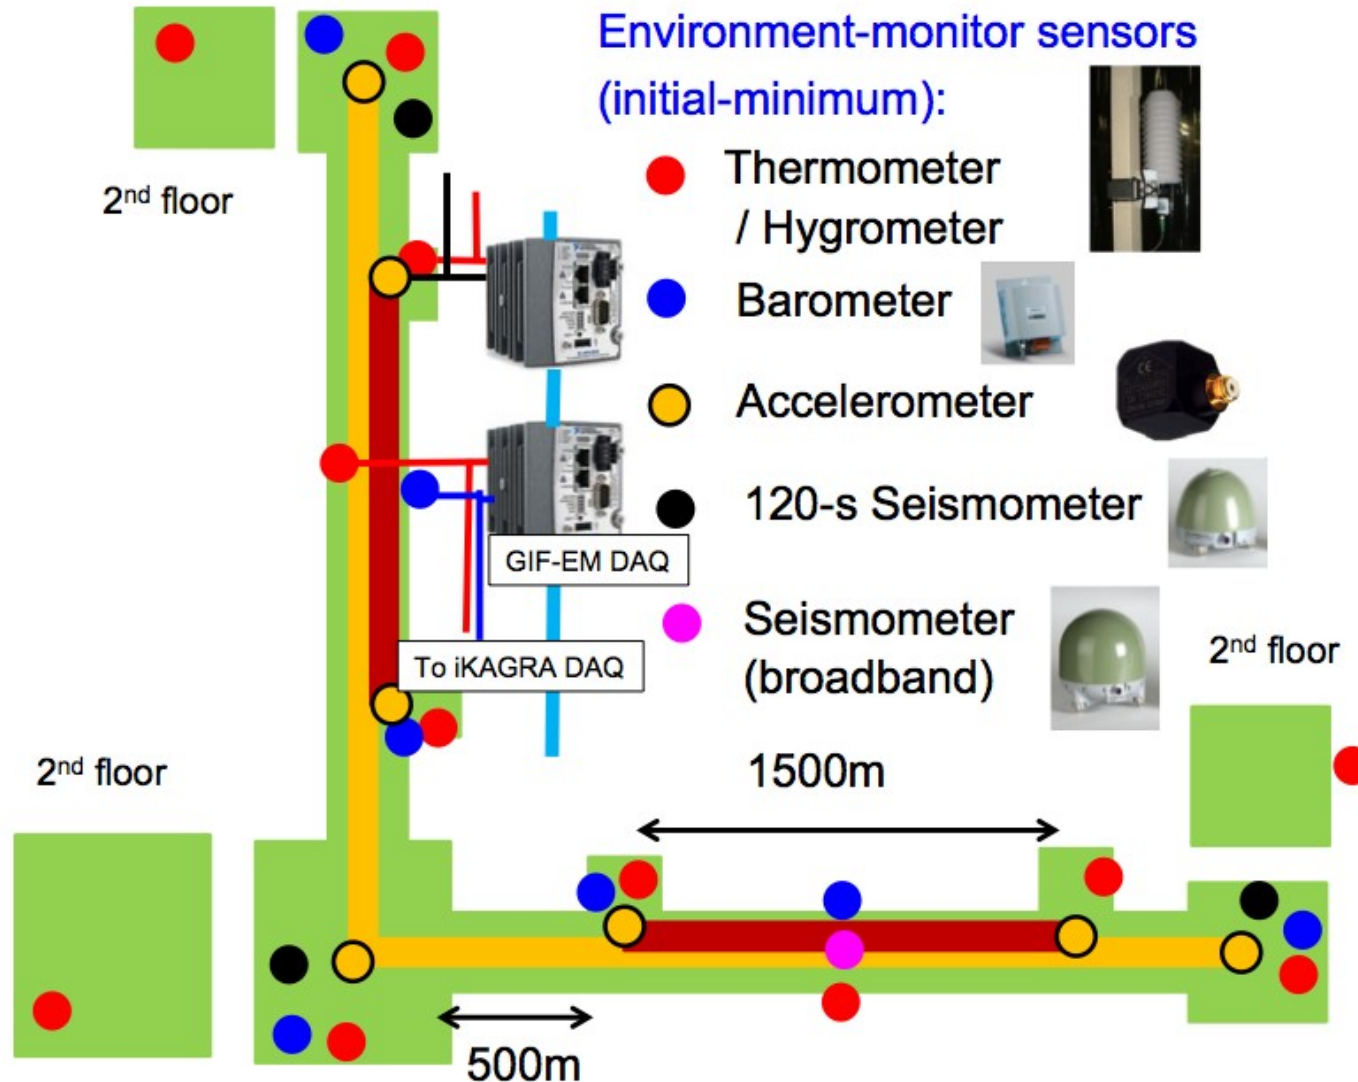 Environment-monitor sensors
(initial-minimum):
Thermometer
/ Hygrometer
2nd floor
Barometer
Accelerometer
120-s Seismometer
GIF-EM DAQ
Seismometer
(broadband)
To iKAGRA DAQ
2nd floor
1500m
2nd floor
500m